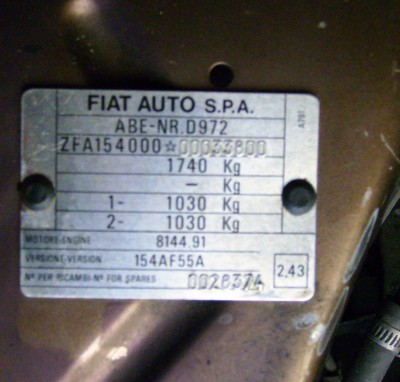 FIAT AUTO S.P.A.
ABE-NR.D972
ZFA154000☆00033800
1740 Kg
– Kg
1- 1030 Kg
2- 1030 Kg
MOTORE-ENGINE 8144.91
VERSIONE-VERSION 154AF55A
Nº PER RICAMBI-Nº FOR SPARES
2,43
A791